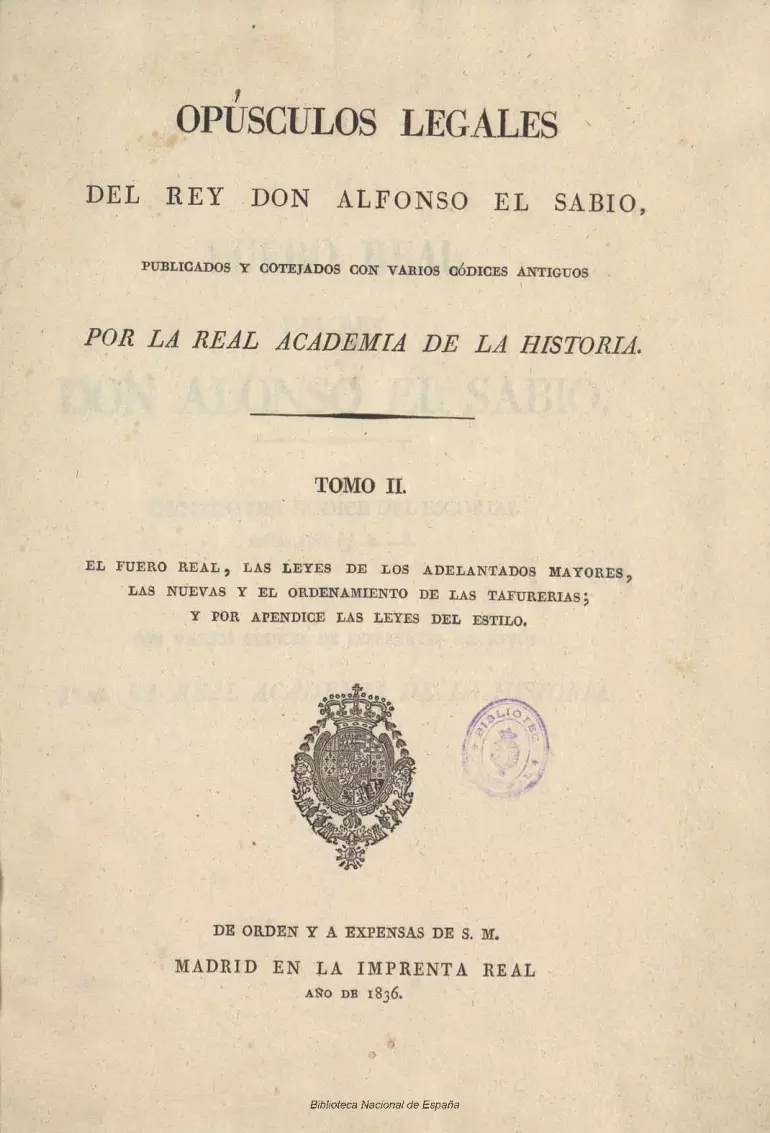 OPÚSCULOS LEGALES
DEL REY DON ALFONSO EL SABIO,
PUBLICADOS Y COTEJADOS CON VARIOS CÓDICES ANTIGUOS
POR LA REAL ACADEMIA DE LA HISTORIA.
TOMO II.
EL FUERO REAL, LAS LEYES DE LOS ADELANTADOS MAYORES,
LAS NUEVAS Y EL ORDENAMIENTO DE LAS TAFURERIAS;
Y POR APENDICE LAS LEYES DEL ESTILO.
BIBLIOTEC
DE ORDEN Y A EXPENSAS DE S. M.
MADRID EN LA IMPRENTA REAL
AÑO DE 1836.
Biblioteca Nacional de España